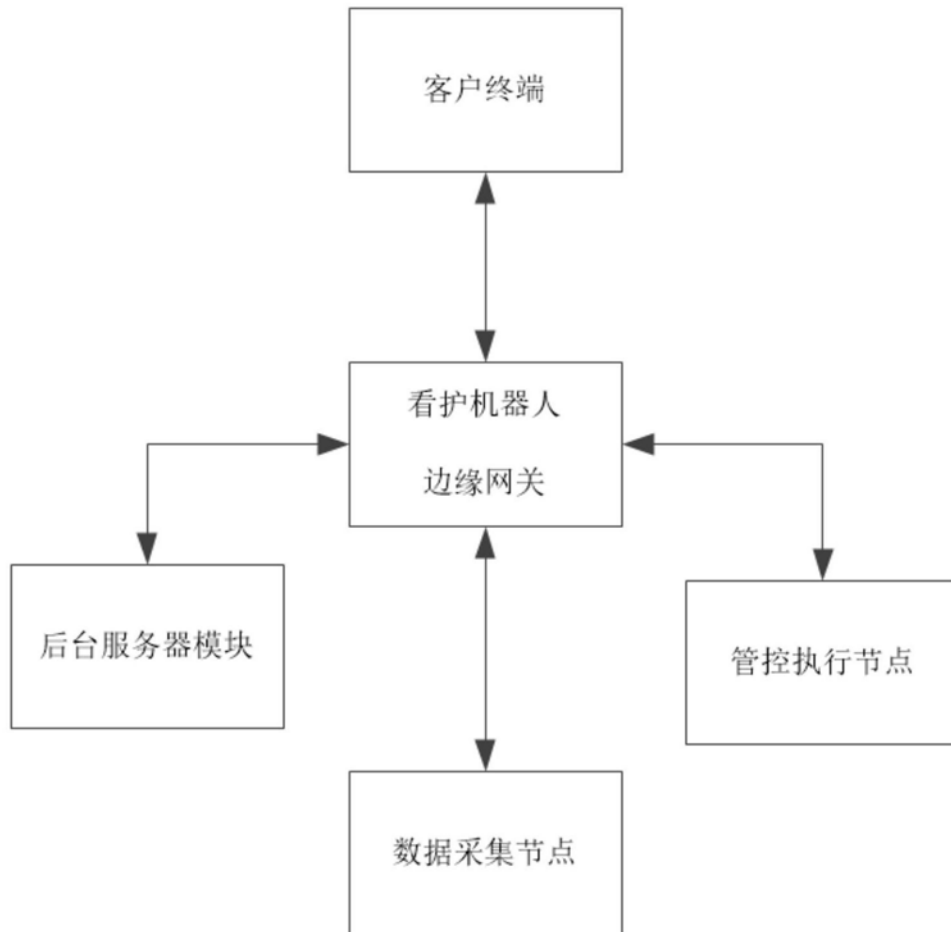 客户终端
看护机器人
边缘网关
后台服务器模块
管控执行节点
数据采集节点